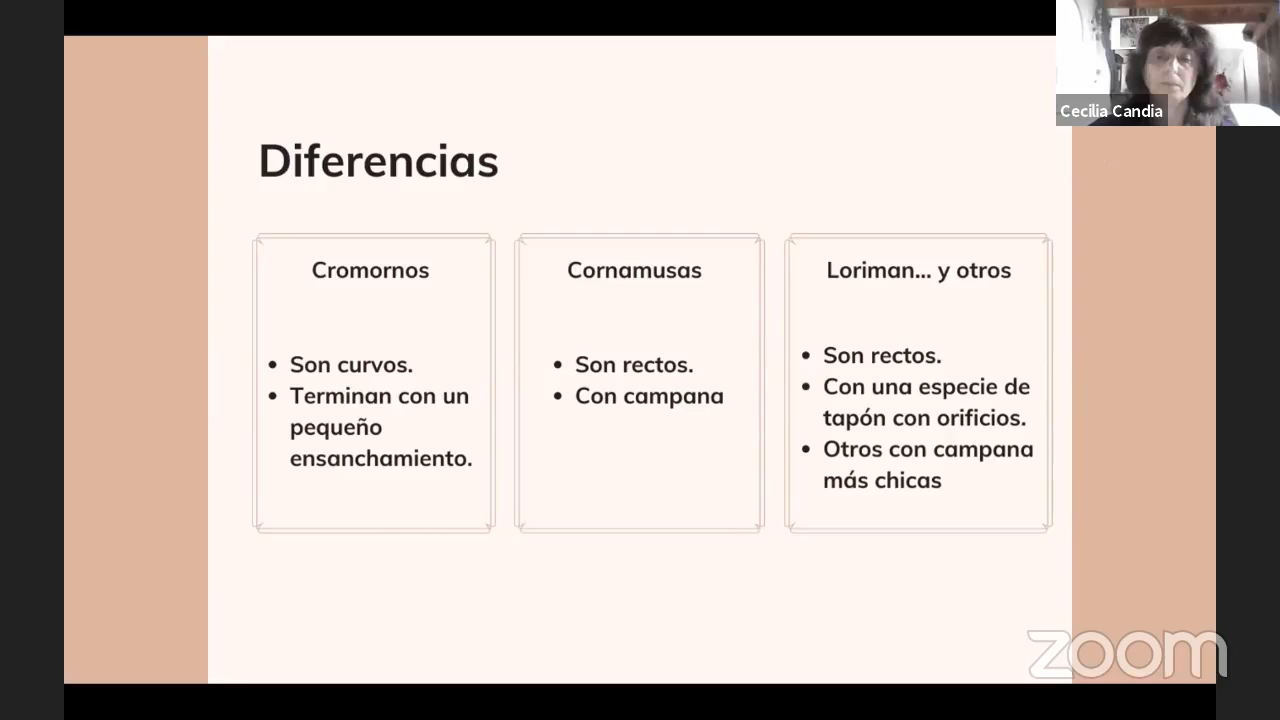 Cecilia Candia
Diferencias
Cromornos
Son curvos.
Terminan con un
pequeño
ensanchamiento.
Cornamusas
Son rectos.
Con campana
Loriman... y otros
Son rectos.
Con una especie de
tapón con orificios.
Otros con campana
más chicas
zoom